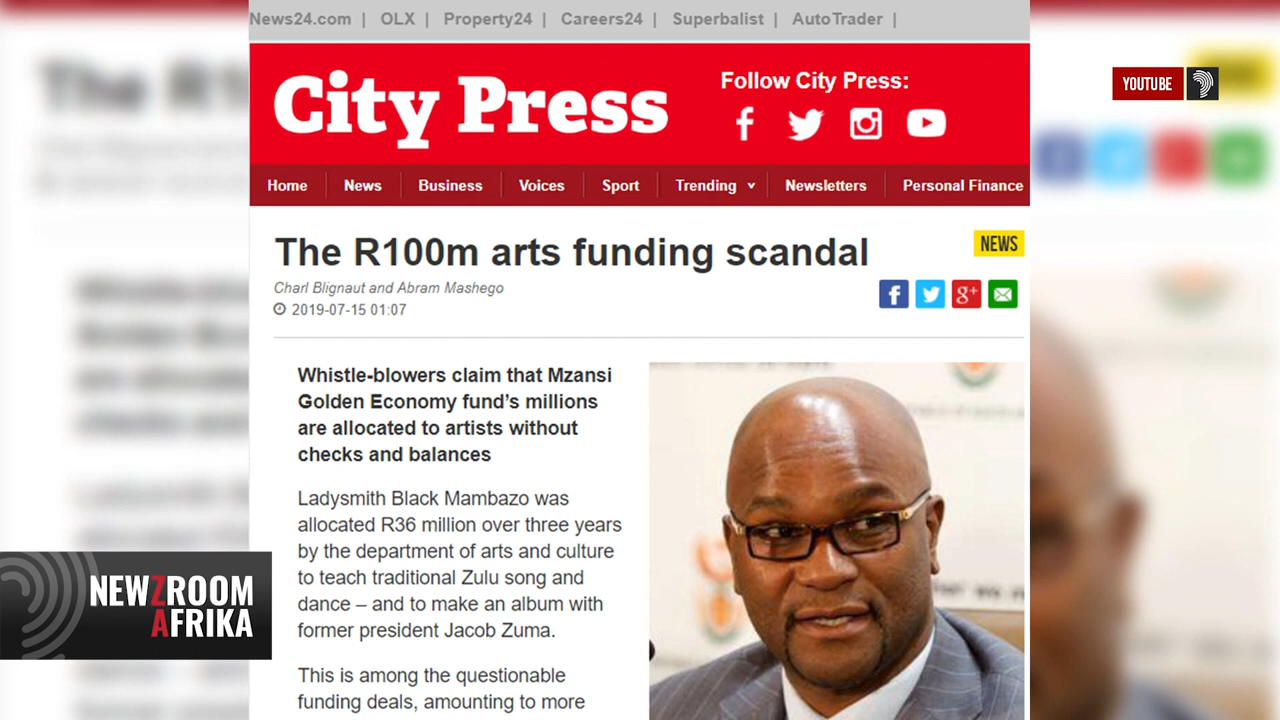 News24.com | OLX | Property24 | Careers24 | Superbalist | AutoTrader |
City Press
Follow City Press:
YOUTUBE
Home News Business Voices Sport Trending Newsletters Personal Finance
The R100m arts funding scandal
NEWS
Charl Blignaut and Abram Mashego
2019-07-15 01:07
Whistle-blowers claim that Mzansi
Golden Economy fund's millions
are allocated to artists without
checks and balances
Ladysmith Black Mambazo was
allocated R36 million over three years
by the department of arts and culture
to teach traditional Zulu song and
dance – and to make an album with
former president Jacob Zuma.
This is among the questionable
funding deals, amounting to more
NEWZROOM
AFRIKA